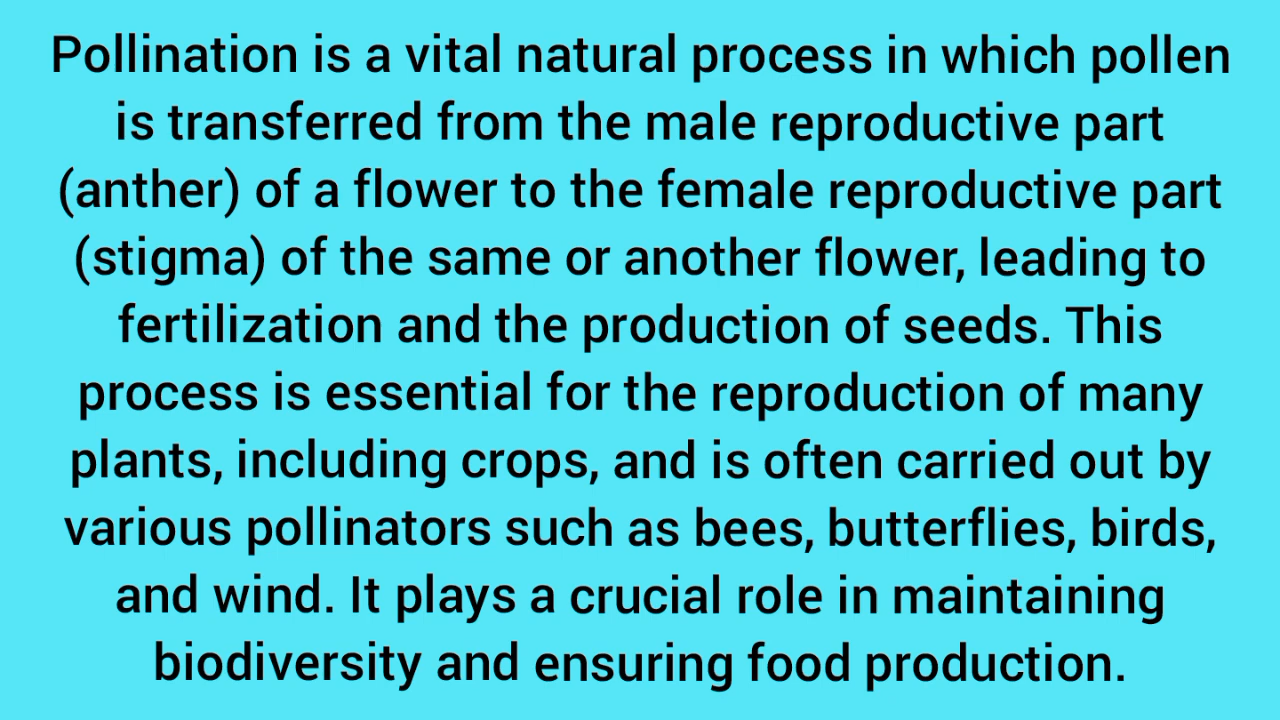 Pollination is a vital natural process in which pollen
is transferred from the male reproductive part
(anther) of a flower to the female reproductive part
(stigma) of the same or another flower, leading to
fertilization and the production of seeds. This
process is essential for the reproduction of many
plants, including crops, and is often carried out by
various pollinators such as bees, butterflies, birds,
and wind. It plays a crucial role in maintaining
biodiversity and ensuring food production.